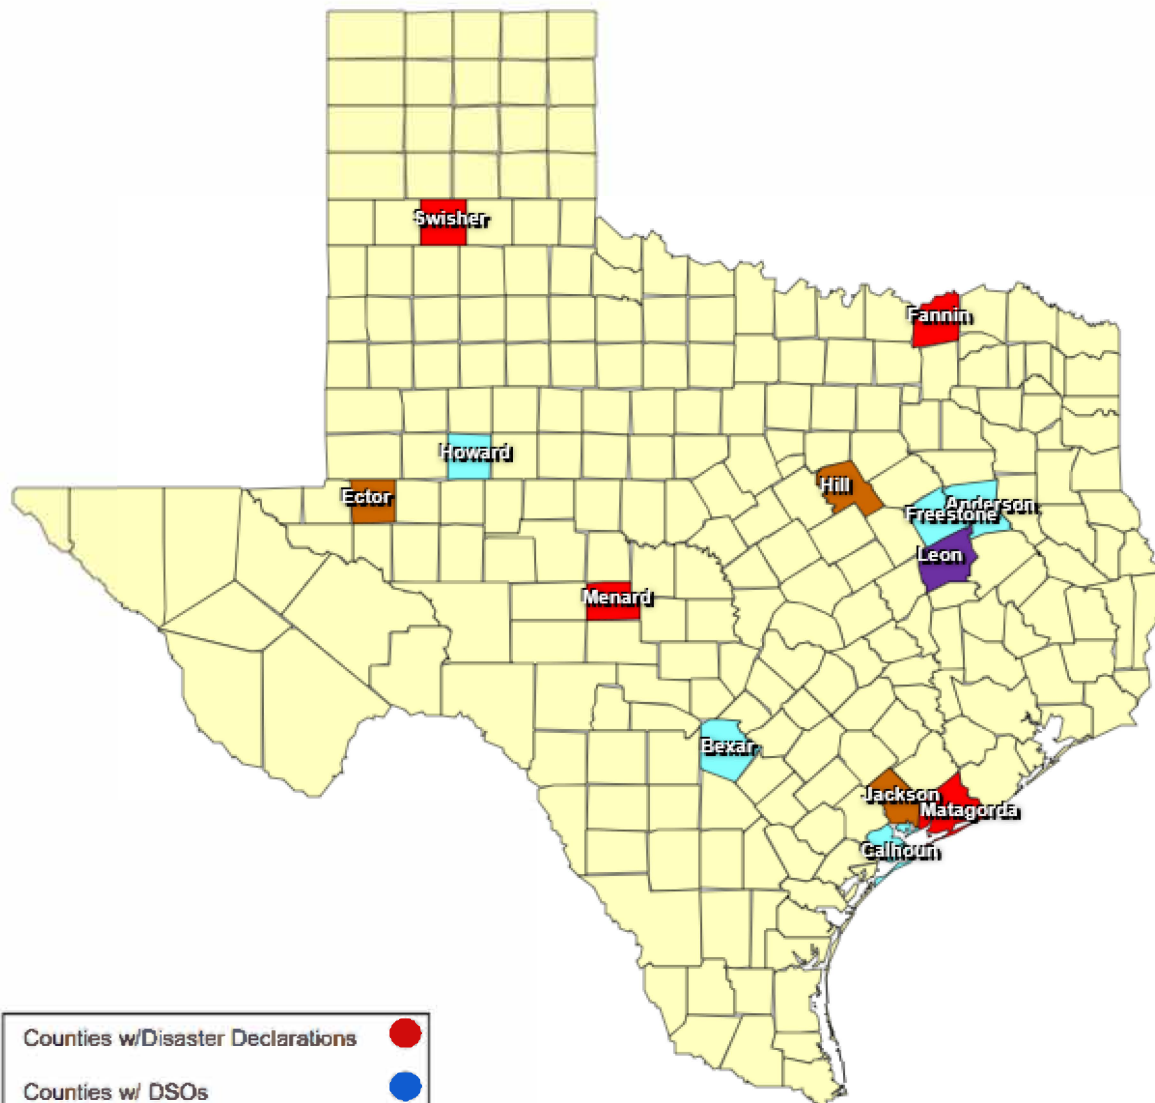 Swisher
Fannin
Howard
Ector
Hill
Anderson
Freestone
Leon
Menard
Bexar
Jackson
Matagorda
Calhoun
Counties w/Disaster Declarations
Counties w/ DSOs